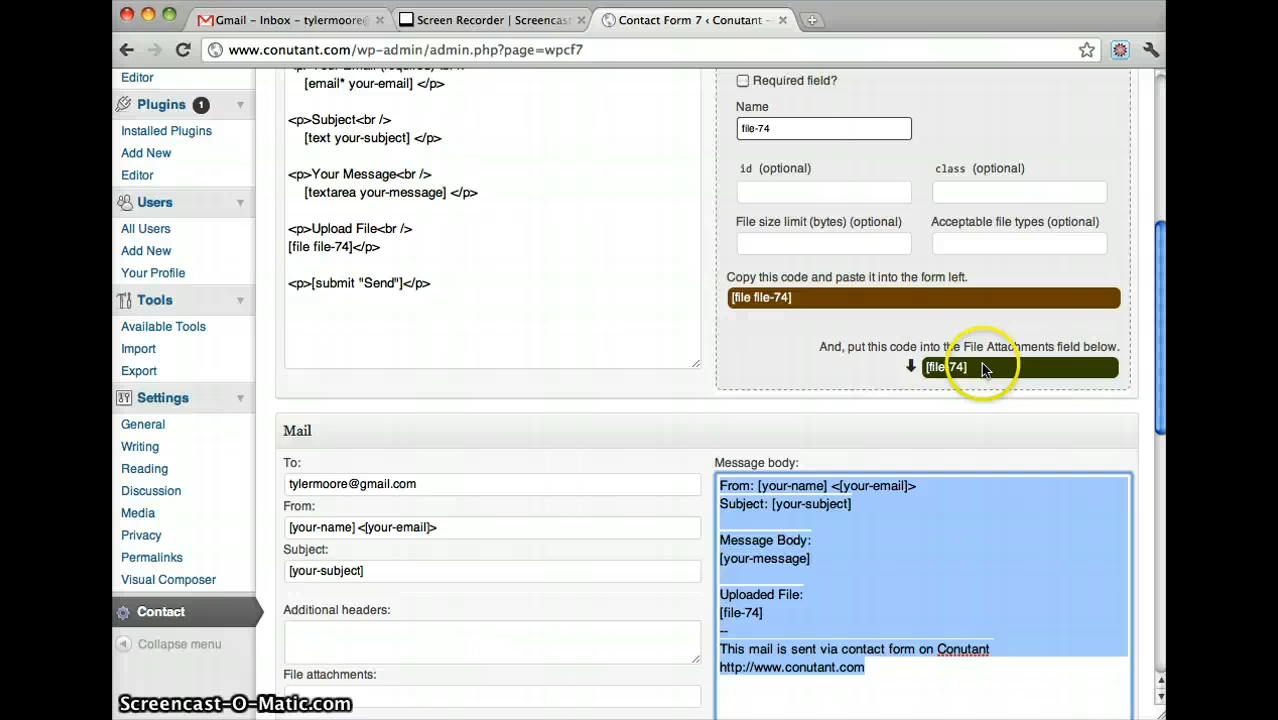 Gmail – Inbox – tylermoore@
Screen Recorder | Screencast
Contact Form 7 ‹ Conutant —
www.conutant.com/wp-admin/admin.php?page=wpcf7
Editor
Plugins 1
Installed Plugins
Add New
Editor
Users
All Users
Add New
Your Profile
Tools
Available Tools
Import
Export
Settings
General
Writing
Reading
Discussion
Media
Privacy
Permalinks
Visual Composer
Contact
Collapse menu
[email* your-email] </p>
<p>Subject<br />
[text your-subject] </p>
<p>Your Message<br />
[textarea your-message] </p>
<p>Upload File<br />
[file file-74]</p>
<p>[submit "Send"]</p>
Required field?
Name
file-74
id (optional)
class (optional)
File size limit (bytes) (optional)
Acceptable file types (optional)
Copy this code and paste it into the form left.
[file file-74]
And, put this code into the File Attachments field below.
[file-74]
Mail
To:
tylermoore@gmail.com
From:
[your-name] <[your-email]>
Subject:
[your-subject]
Additional headers:
File attachments:
Message body:
From: [your-name] <[your-email]>
Subject: [your-subject]
Message Body:
[your-message]
Uploaded File:
[file-74]
--
This mail is sent via contact form on Conutant
http://www.conutant.com
Screencast-O-Matic.com